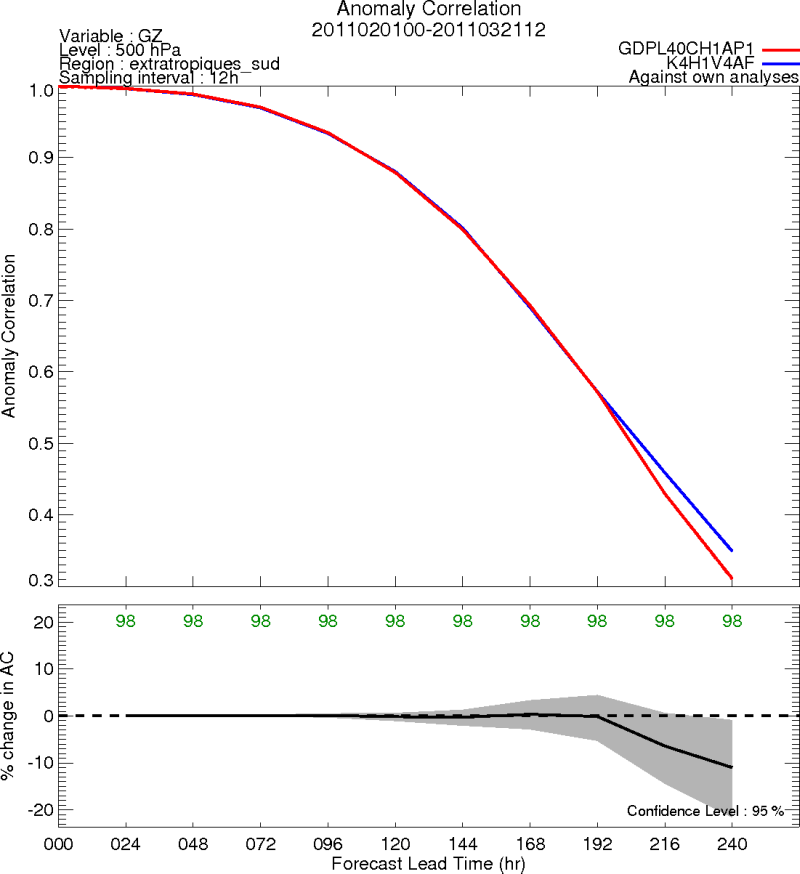 Anomaly Correlation
2011020100-2011032112
Variable : GZ
Level : 500 hPa
Region : extratropiques_sud
Sampling interval : 12h
GDPL40CH1AP1
K4H1V4AF
Against own analyses
1.0
0.9
0.8
0.7
0.6
0.5
0.4
0.3
Anomaly Correlation
98 98 98 98 98 98 98 98 98 98
20
10
0
-10
-20
% change in AC
Confidence Level : 95 %
000 024 048 072 096 120 144 168 192 216 240
Forecast Lead Time (hr)